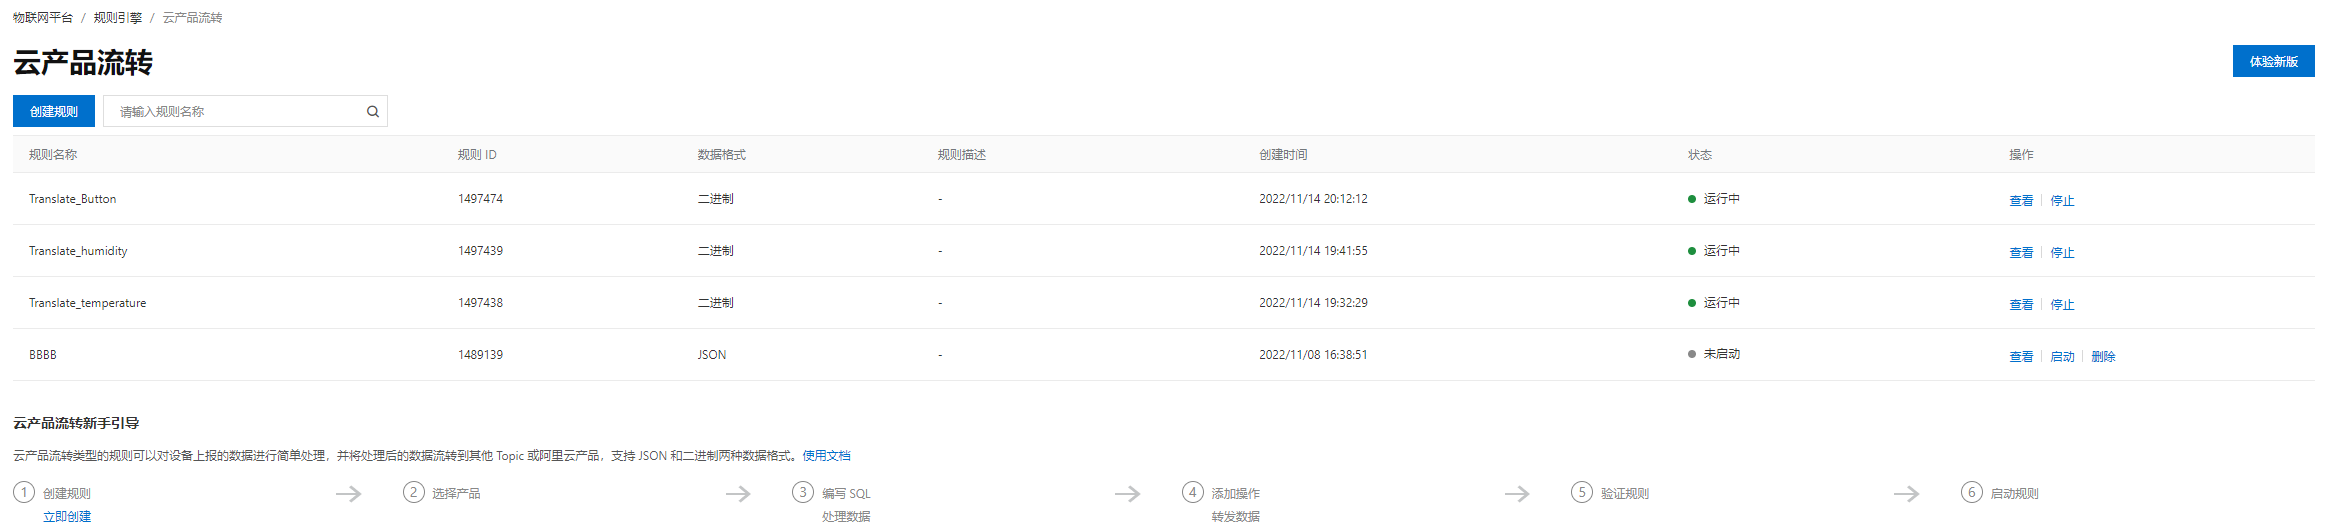 物联网平台 / 规则引擎 / 云产品流转
云产品流转
体验新版
创建规则 请输入规则名称
规则名称 规则 ID 数据格式 规则描述 创建时间 状态 操作
Translate_Button 1497474 二进制 - 2022/11/14 20:12:12 运行中 查看 停止
Translate_humidity 1497439 二进制 - 2022/11/14 19:41:55 运行中 查看 停止
Translate_temperature 1497438 二进制 - 2022/11/14 19:32:29 运行中 查看 停止
BBBB 1489139 JSON - 2022/11/08 16:38:51 未启动 查看 启动 删除
云产品流转新手引导
云产品流转类型的规则可以对设备上报的数据进行简单处理，并将处理后的数据流转到其他 Topic 或阿里云产品，支持 JSON 和二进制两种数据格式。使用文档
1 创建规则 2 选择产品 3 编写 SQL 4 添加操作 5 验证规则 6 启动规则
立即创建 处理数据 转发数据